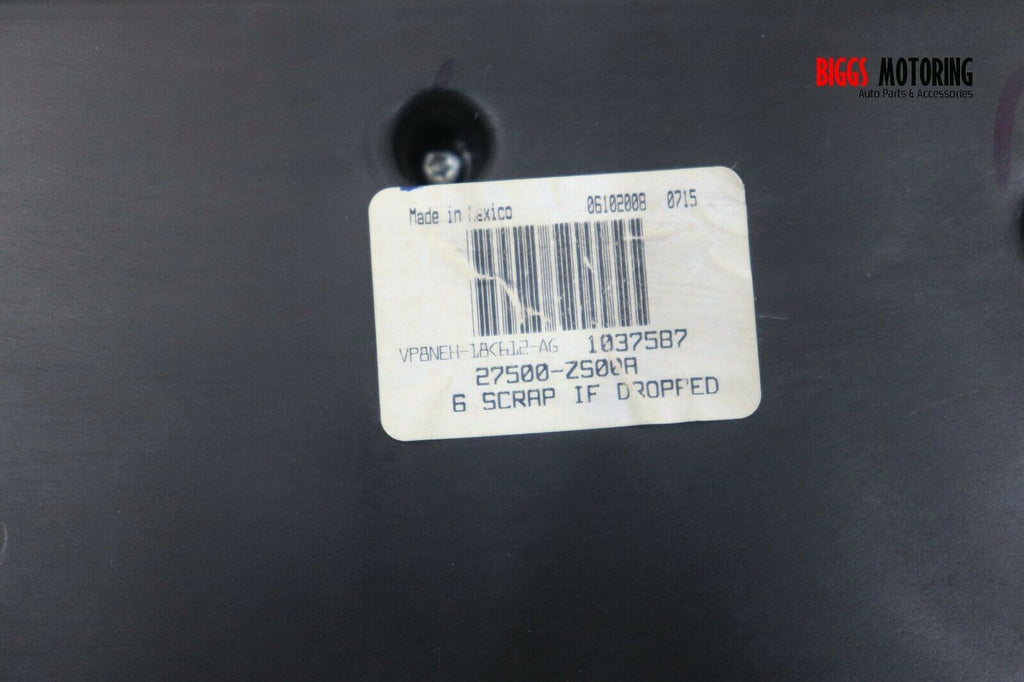 BIGGS MOTORING
Auto Parts & Accessories
Made in Mexico 06102008 0715
VP8NEH-18C612-AG 1037587
27500-ZS00A
6 SCRAP IF DROPPED